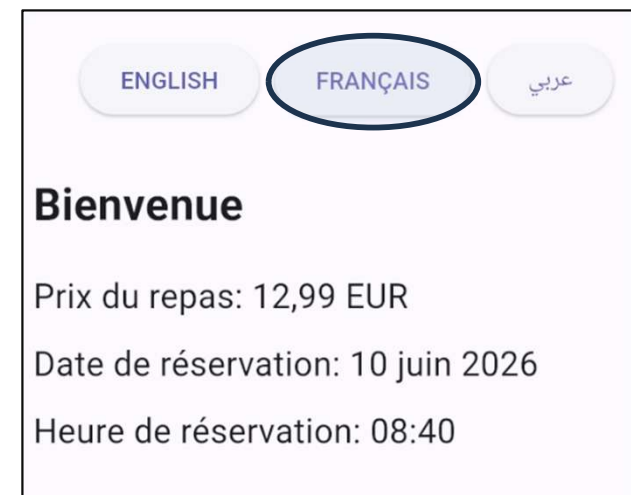 ENGLISH FRANÇAIS عربي
Bienvenue
Prix du repas: 12,99 EUR
Date de réservation: 10 juin 2026
Heure de réservation: 08:40